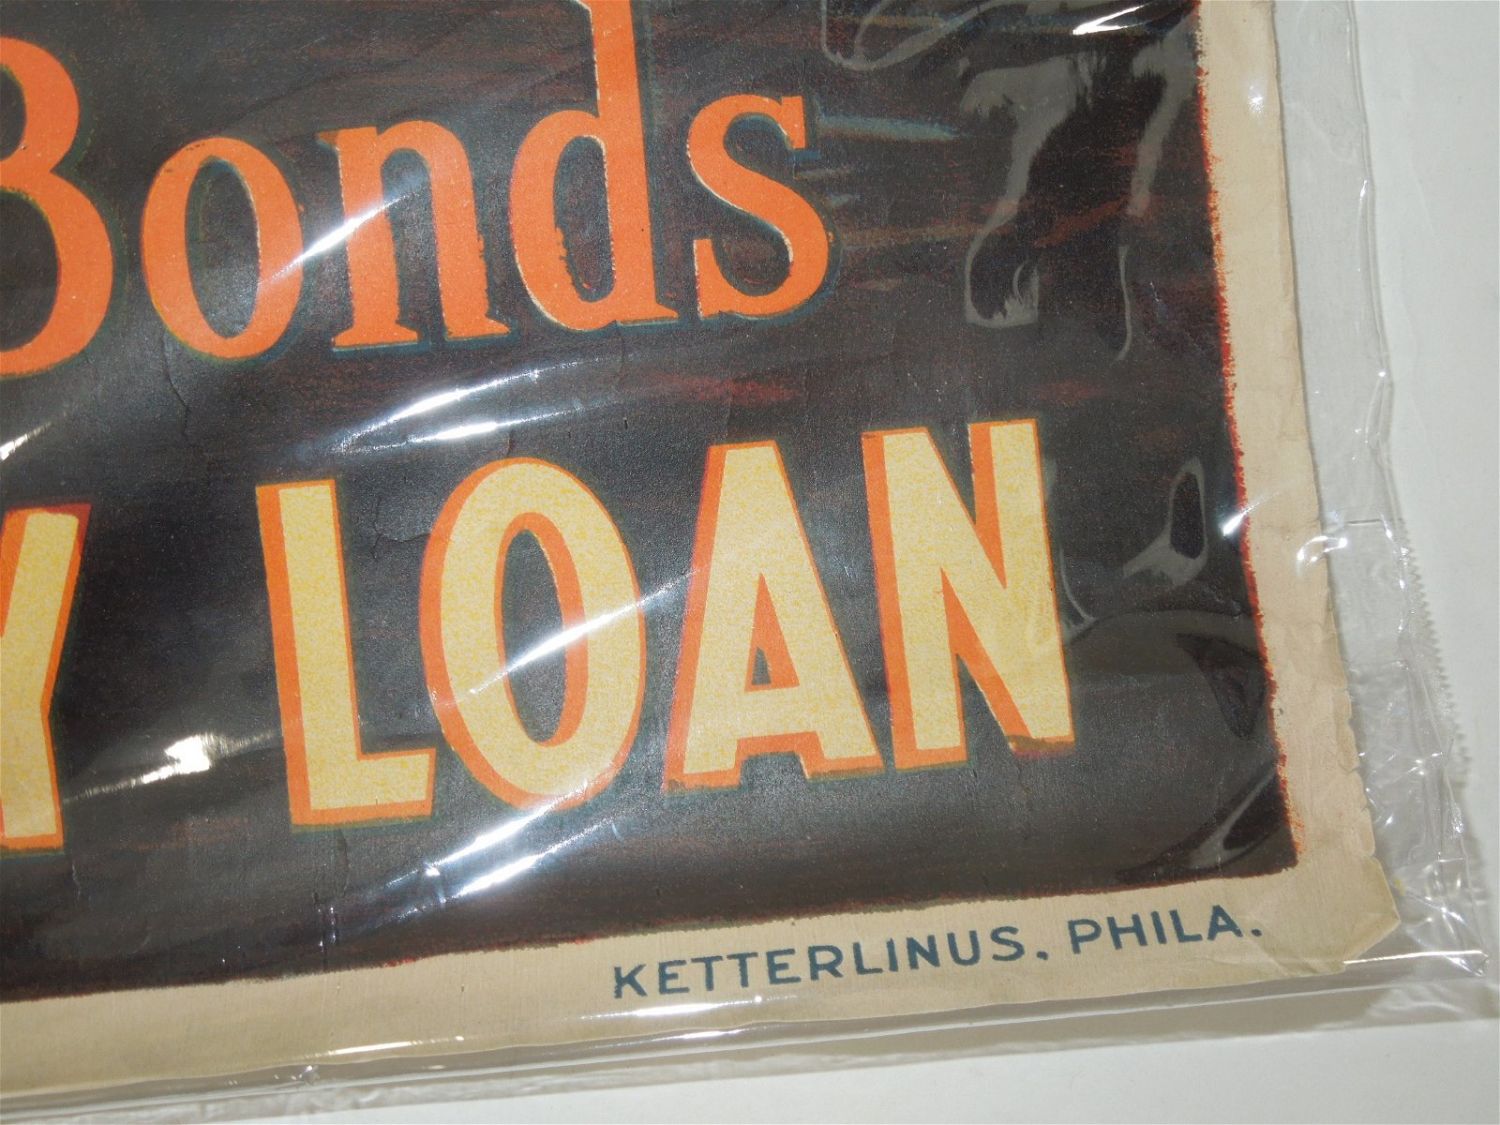 Bonds
Y LOAN
KETTERLINUS, PHILA.